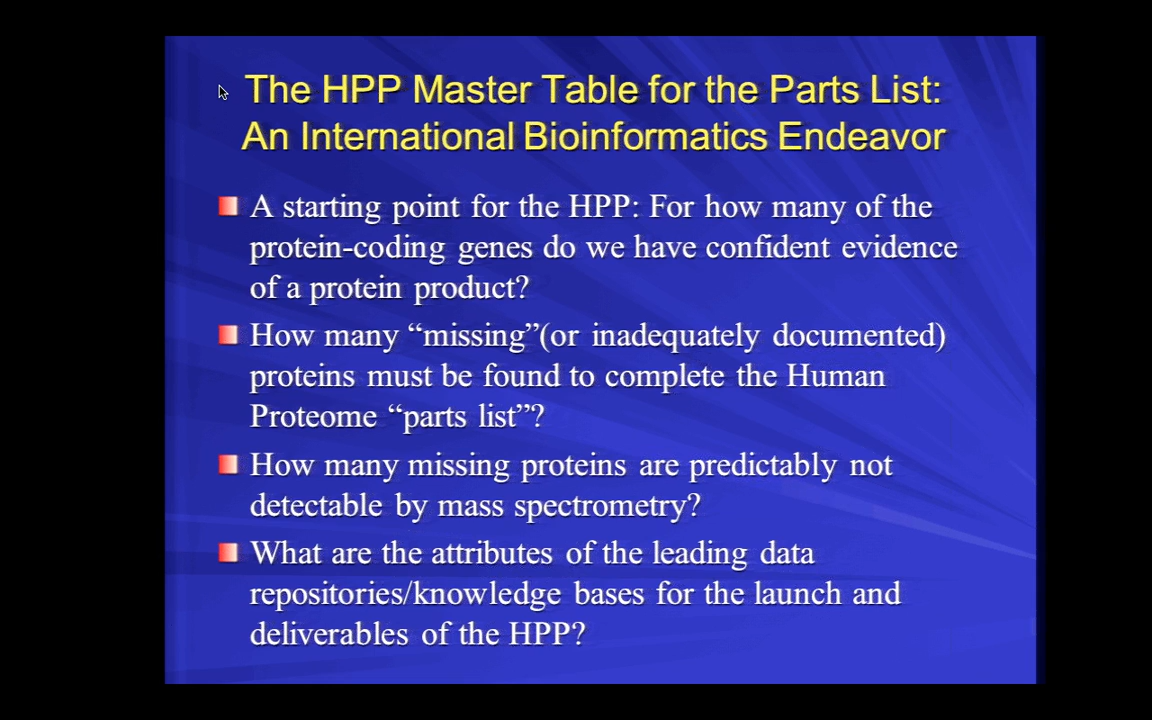 The HPP Master Table for the Parts List:
An International Bioinformatics Endeavor
A starting point for the HPP: For how many of the
protein-coding genes do we have confident evidence
of a protein product?
How many “missing”(or inadequately documented)
proteins must be found to complete the Human
Proteome “parts list”?
How many missing proteins are predictably not
detectable by mass spectrometry?
What are the attributes of the leading data
repositories/knowledge bases for the launch and
deliverables of the HPP?